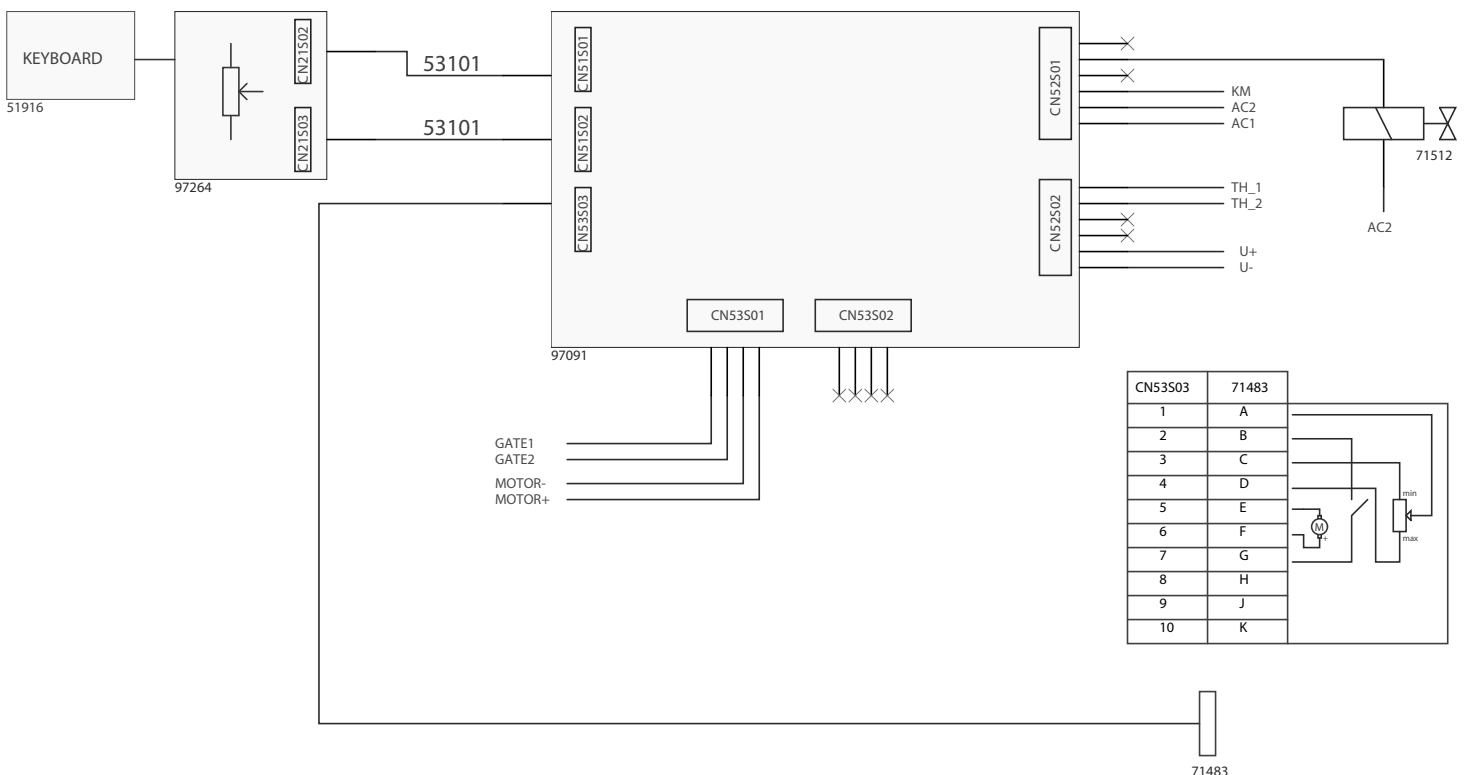 KEYBOARD
51916
CN21S02
CN21S03
97264
53101
53101
CN51S01
CN51S02
CN53S03
CN52S01
CN52S02
CN53S01
CN53S02
97091
KM
AC2
AC1
71512
AC2
TH_1
TH_2
U+
U-
GATE1
GATE2
MOTOR-
MOTOR+
CN53S03 71483
1 A
2 B
3 C
4 D
5 E
6 F
7 G
8 H
9 J
10 K
min
M
+
max
71483